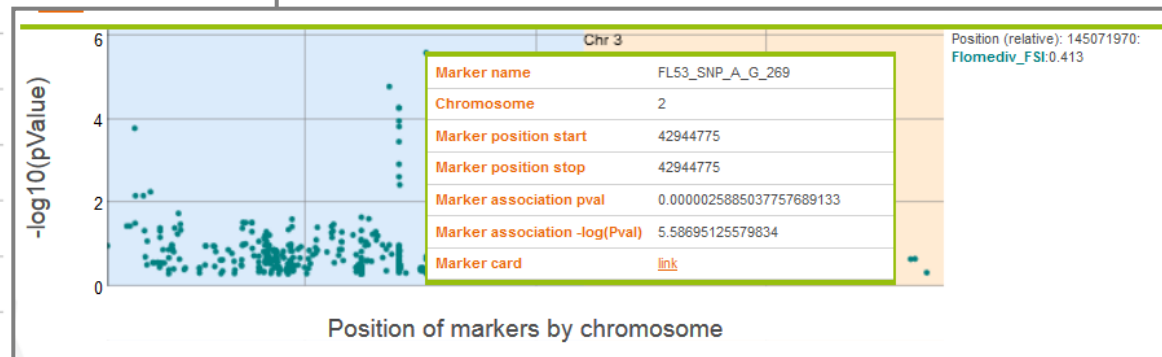 6
4
2
0
-log10(pValue)
Chr 3
Marker name FL53_SNP_A_G_269
Chromosome 2
Marker position start 42944775
Marker position stop 42944775
Marker association pval 0.0000025885037757689133
Marker association -log(Pval) 5.58695125579834
Marker card link
Position of markers by chromosome
Position (relative): 145071970:
Flomediv_FSI:0.413